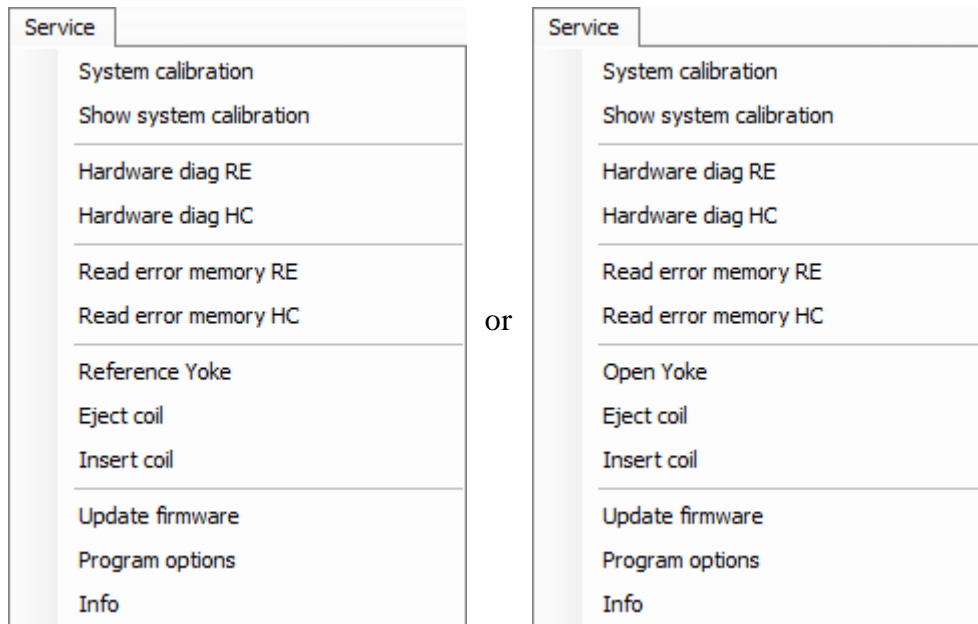 Service
System calibration
Show system calibration
Hardware diag RE
Hardware diag HC
Read error memory RE
Read error memory HC
Reference Yoke
Eject coil
Insert coil
Update firmware
Program options
Info
or
Service
System calibration
Show system calibration
Hardware diag RE
Hardware diag HC
Read error memory RE
Read error memory HC
Open Yoke
Eject coil
Insert coil
Update firmware
Program options
Info